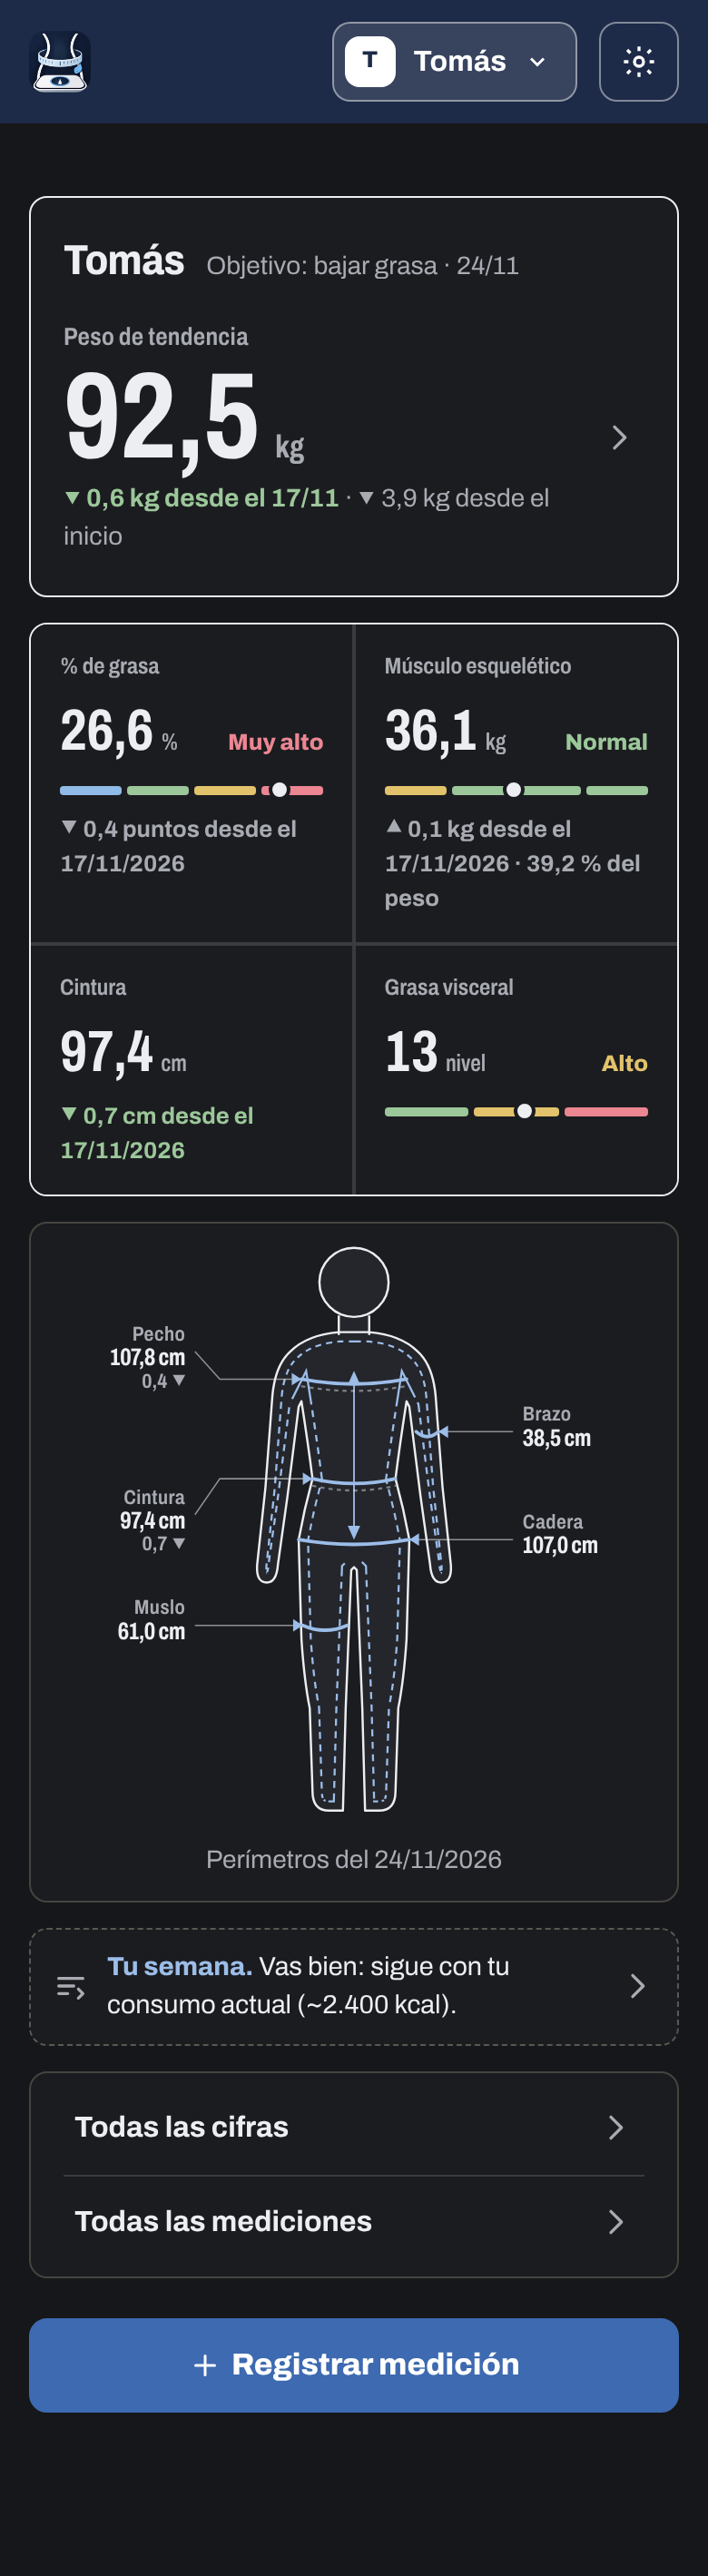 T Tomás
Tomás Objetivo: bajar grasa · 24/11
Peso de tendencia
92,5 kg
▼ 0,6 kg desde el 17/11 · ▼ 3,9 kg desde el
inicio
% de grasa
26,6 % Muy alto
▼ 0,4 puntos desde el
17/11/2026
Músculo esquelético
36,1 kg Normal
▲ 0,1 kg desde el
17/11/2026 · 39,2 % del
peso
Cintura
97,4 cm
▼ 0,7 cm desde el
17/11/2026
Grasa visceral
13 nivel Alto
Pecho
107,8 cm
0,4 ▼
Brazo
38,5 cm
Cintura
97,4 cm
0,7 ▼
Cadera
107,0 cm
Muslo
61,0 cm
Perímetros del 24/11/2026
Tu semana. Vas bien: sigue con tu
consumo actual (~2.400 kcal).
Todas las cifras
Todas las mediciones
+ Registrar medición